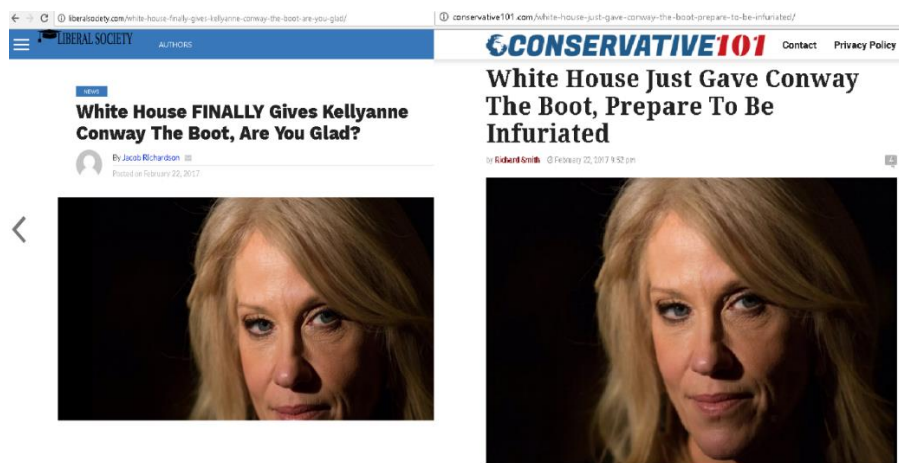 liberalsociety.com/white-house-finally-gives-kellyanne-conway-the-boot-are-you-glad/
LIBERAL SOCIETY
AUTHORS
NEWS
White House FINALLY Gives Kellyanne
Conway The Boot, Are You Glad?
By Jacob Richardson
Posted on February 22, 2017
conservative101.com/white-house-just-gave-conway-the-boot-prepare-to-be-infuriated/
CONSERVATIVE101
Contact Privacy Policy
White House Just Gave Conway
The Boot, Prepare To Be
Infuriated
by Richard Smith February 22, 2017 9:52 pm